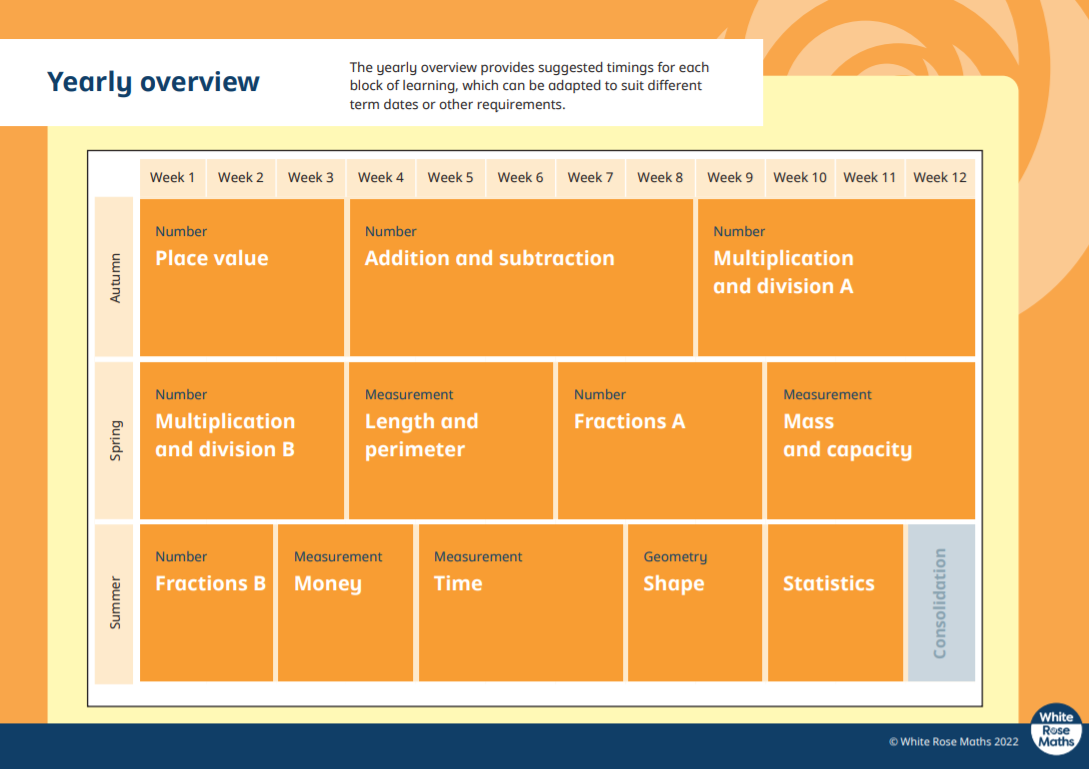 Yearly overview
The yearly overview provides suggested timings for each
block of learning, which can be adapted to suit different
term dates or other requirements.
Week 1 Week 2 Week 3 Week 4 Week 5 Week 6 Week 7 Week 8 Week 9 Week 10 Week 11 Week 12
Autumn
Number
Place value
Number
Addition and subtraction
Number
Multiplication
and division A
Spring
Number
Multiplication
and division B
Measurement
Length and
perimeter
Number
Fractions A
Measurement
Mass
and capacity
Summer
Number
Fractions B
Measurement
Money
Measurement
Time
Geometry
Shape
Statistics
Consolidation
© White Rose Maths 2022
White
Rose
Maths